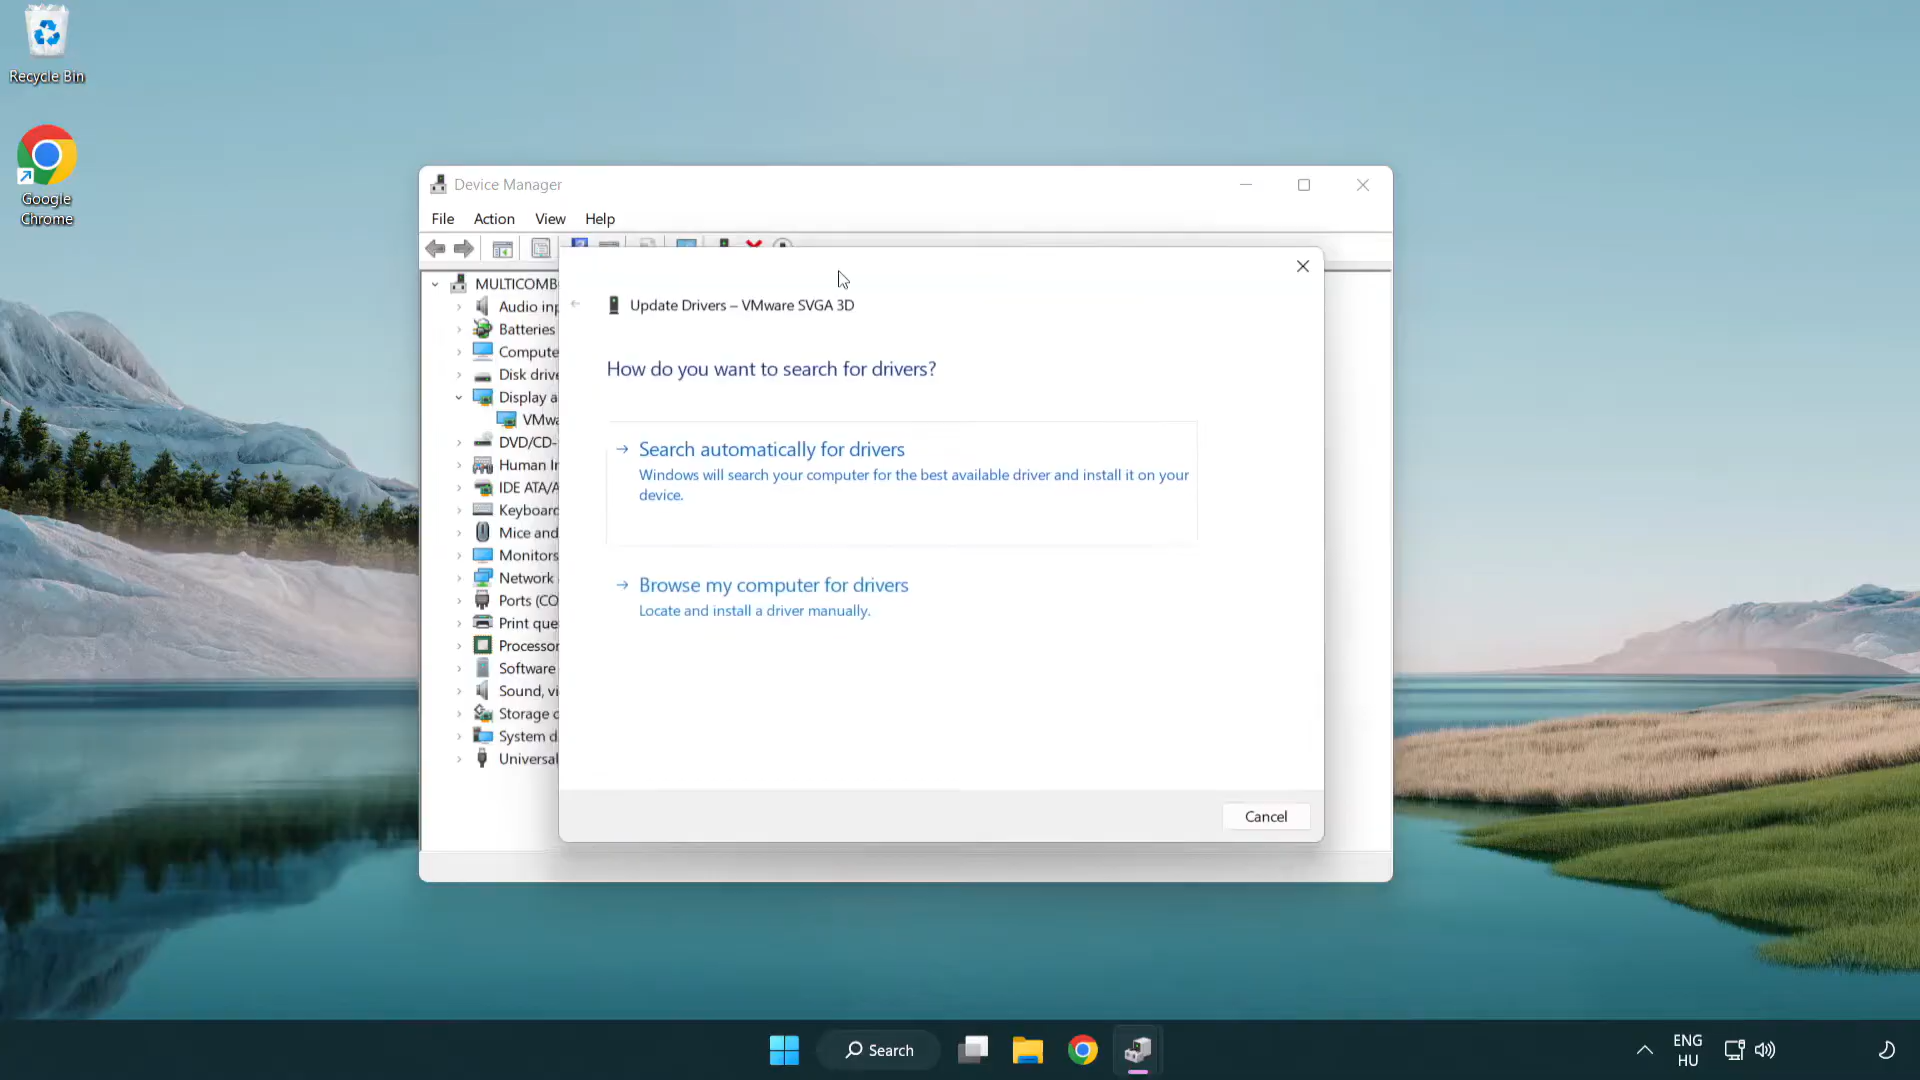 Recycle Bin
Google
Chrome
Device Manager
File Action View Help
MULTICOMB
Audio inp
Batteries
Compute
Disk drive
Display a
VMwa
DVD/CD-
Human In
IDE ATA/A
Keyboard
Mice and
Monitors
Network
Ports (CO
Print que
Processor
Software
Sound, vi
Storage c
System d
Universal
Update Drivers – VMware SVGA 3D
How do you want to search for drivers?
Search automatically for drivers
Windows will search your computer for the best available driver and install it on your
device.
Browse my computer for drivers
Locate and install a driver manually.
Cancel
Search
ENG
HU